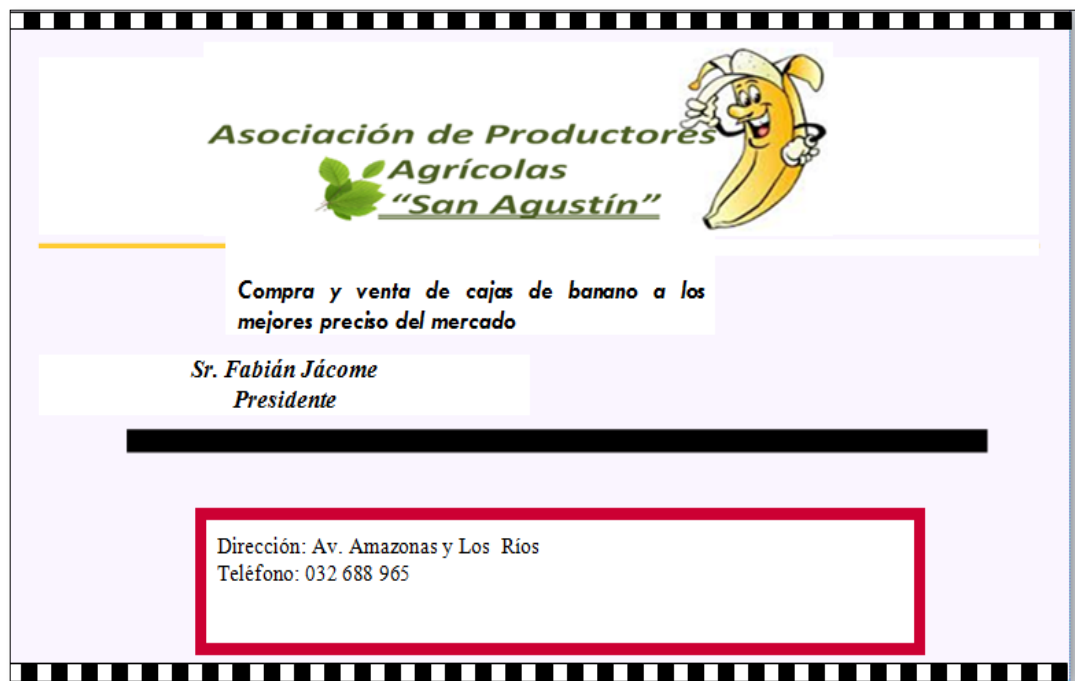 Asociación de Productores
Agrícolas
“San Agustín”
Compra y venta de cajas de banano a los
mejores preciso del mercado
Sr. Fabián Jácome
Presidente
Dirección: Av. Amazonas y Los Ríos
Teléfono: 032 688 965